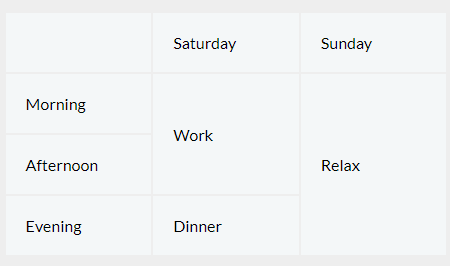 Saturday Sunday
Morning
Work
Afternoon Relax
Evening Dinner